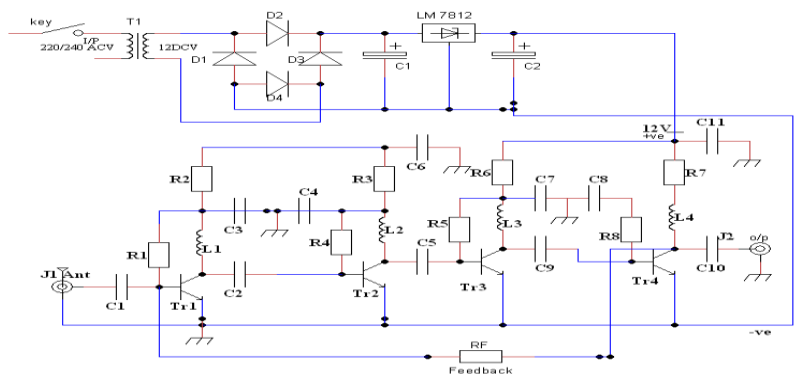 key
T1
D2
LM 7812
I/P
220/240 ACV
12DCV
D1
D3
+
C1
+
C2
D4
12V
+ve
C11
R2
R3
C6
R6
R7
C4
C7
C8
C3
R1
L1
R4
L2
R5
L3
R8
L4
J2
o/p
J1 Ant
C1
C2
C5
C9
C10
Tr1
Tr2
Tr3
Tr4
-ve
RF
Feedback